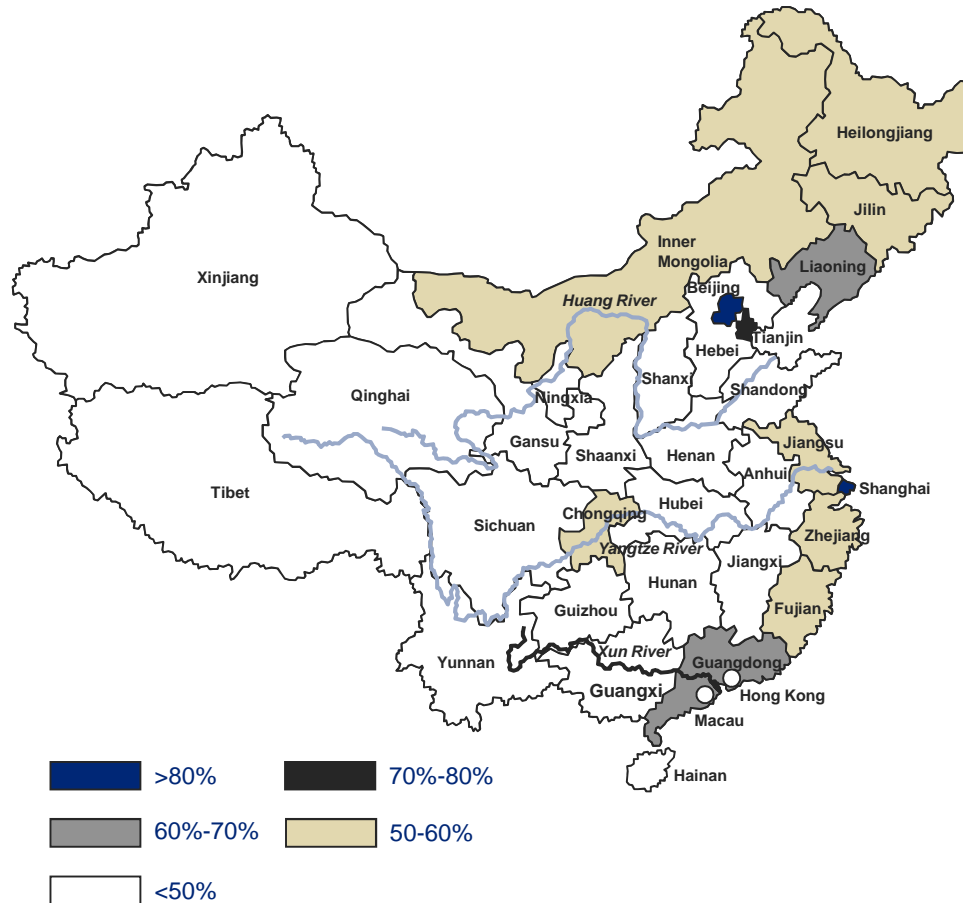 Heilongjiang
Jilin
Inner
Mongolia
Liaoning
Xinjiang
Beijing
Huang River
Tianjin
Hebei
Shanxi
Shandong
Qinghai
Ningxia
Gansu
Shaanxi
Henan
Jiangsu
Anhui
Tibet
Shanghai
Sichuan
Chongqing
Hubei
Zhejiang
Yangtze River
Jiangxi
Hunan
Guizhou
Fujian
Xun River
Yunnan
Guangdong
Guangxi
Hong Kong
Macau
Hainan
>80%
70%-80%
60%-70%
50-60%
<50%